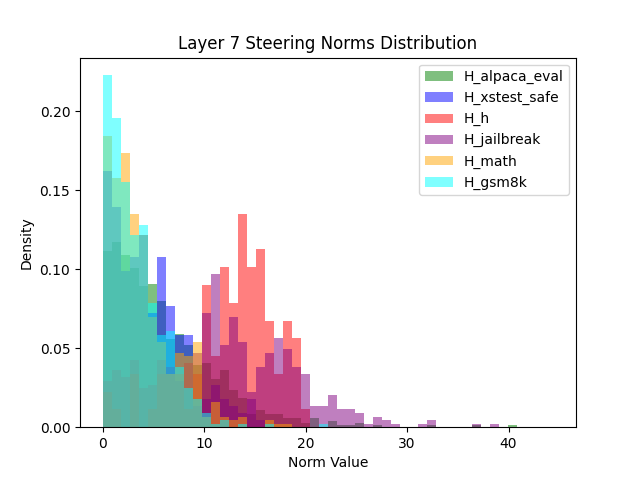 Layer 7 Steering Norms Distribution
H_alpaca_eval
H_xstest_safe
H_h
H_jailbreak
H_math
H_gsm8k
0.20
0.15
0.10
0.05
0.00
Density
0
10
20
30
40
Norm Value